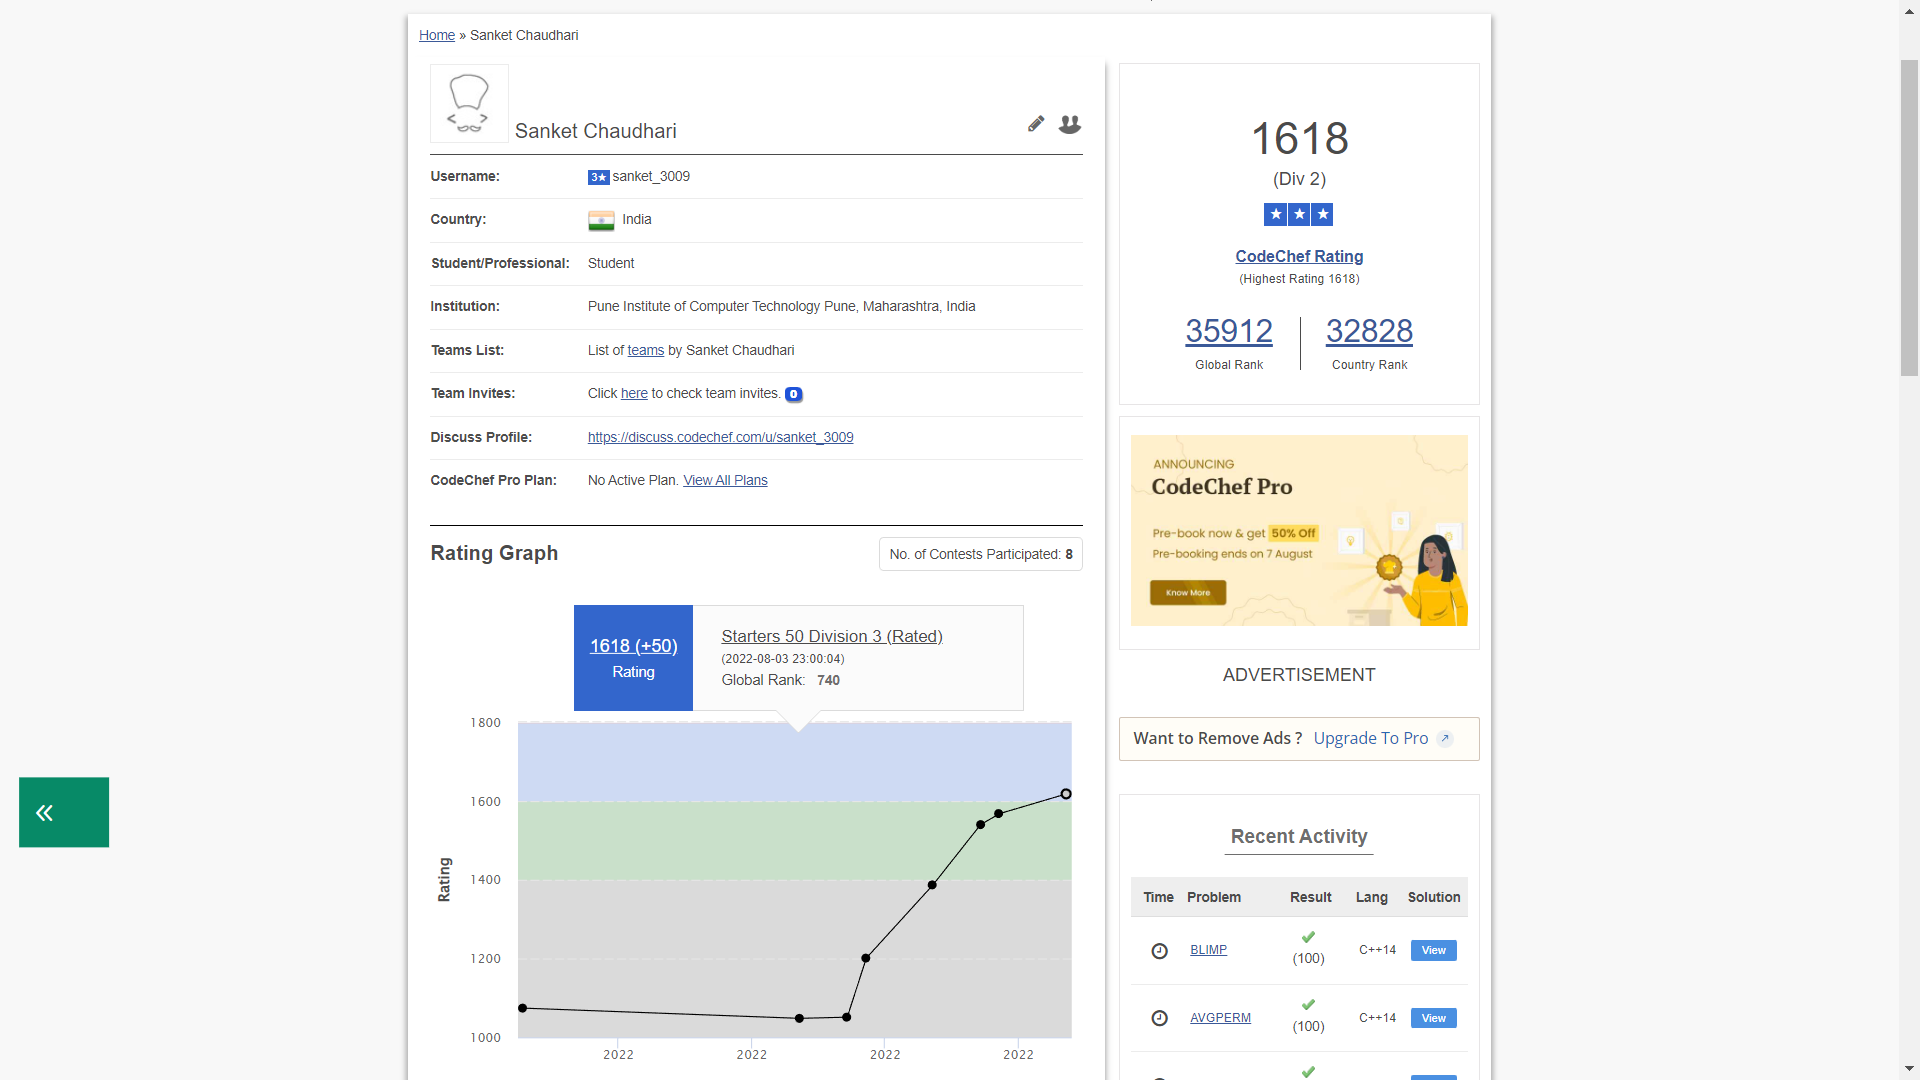 Home » Sanket Chaudhari
Sanket Chaudhari
Username: 3★ sanket_3009
Country: India
Student/Professional: Student
Institution: Pune Institute of Computer Technology Pune, Maharashtra, India
Teams List: List of teams by Sanket Chaudhari
Team Invites: Click here to check team invites. 0
Discuss Profile: https://discuss.codechef.com/u/sanket_3009
CodeChef Pro Plan: No Active Plan. View All Plans
Rating Graph
No. of Contests Participated: 8
1618 (+50)
Rating
Starters 50 Division 3 (Rated)
(2022-08-03 23:00:04)
Global Rank: 740
1800
1600
1400
1200
1000
Rating
2022 2022 2022 2022
1618
(Div 2)
★ ★ ★
CodeChef Rating
(Highest Rating 1618)
35912 32828
Global Rank Country Rank
ANNOUNCING
CodeChef Pro
Pre-book now & get 50% Off
Pre-booking ends on 7 August
Know More
ADVERTISEMENT
Want to Remove Ads ? Upgrade To Pro
Recent Activity
Time Problem Result Lang Solution
BLIMP (100) C++14 View
AVGPERM (100) C++14 View